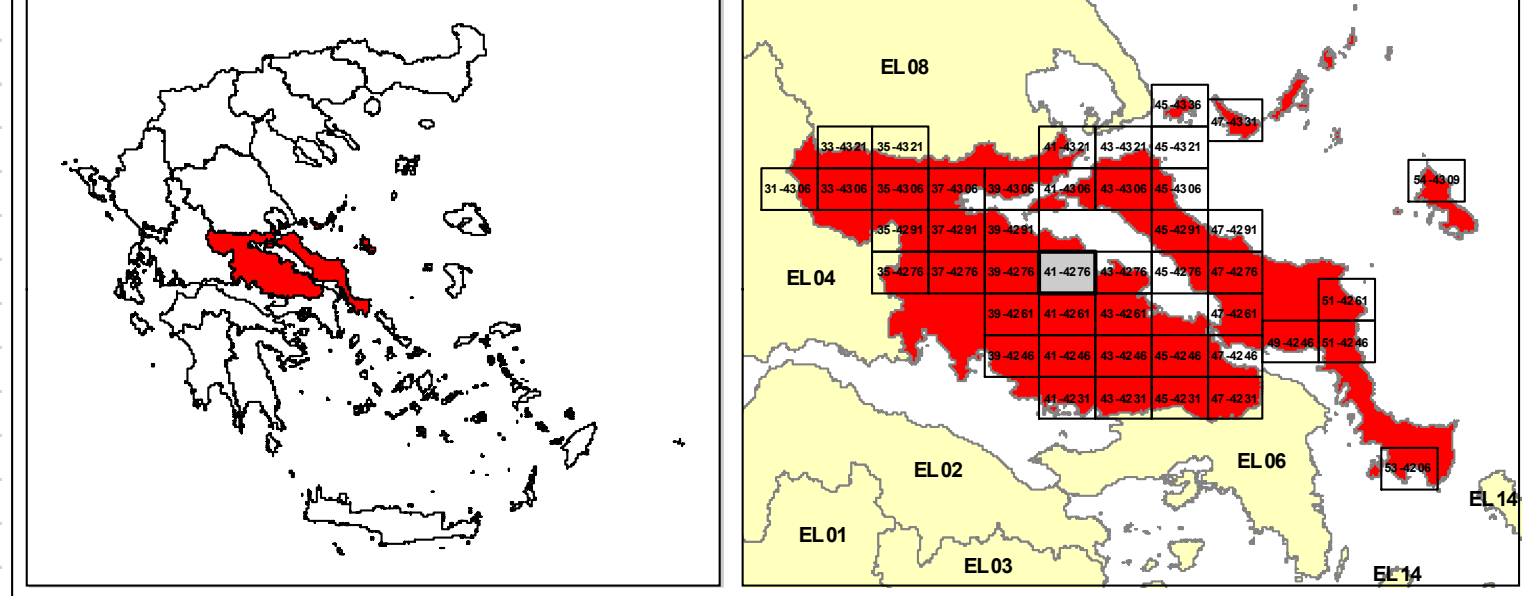 EL 08
45 -43 36
47 -43 31
33 -43 21 35 -43 21 41 -43 21 43 -43 21 45 -43 21
54 -43 09
31 -43 06 33 -43 06 35 -43 06 37 -43 06 39 -43 06 41 -43 06 43 -43 06 45 -43 06
35 -42 91 37 -42 91 39 -42 91 45 -42 91 47 -42 91
EL 04
35 -42 76 37 -42 76 39 -42 76 41 -42 76 43 -42 76 45 -42 76 47 -42 76
51 -42 61
39 -42 61 41 -42 61 43 -42 61 47 -42 61
49 -42 46 51 -42 46
39 -42 46 41 -42 46 43 -42 46 45 -42 46 47 -42 46
41 -42 31 43 -42 31 45 -42 31 47 -42 31
EL 02
EL 06
53 -42 06
EL 14
EL 01
EL 03
EL 14